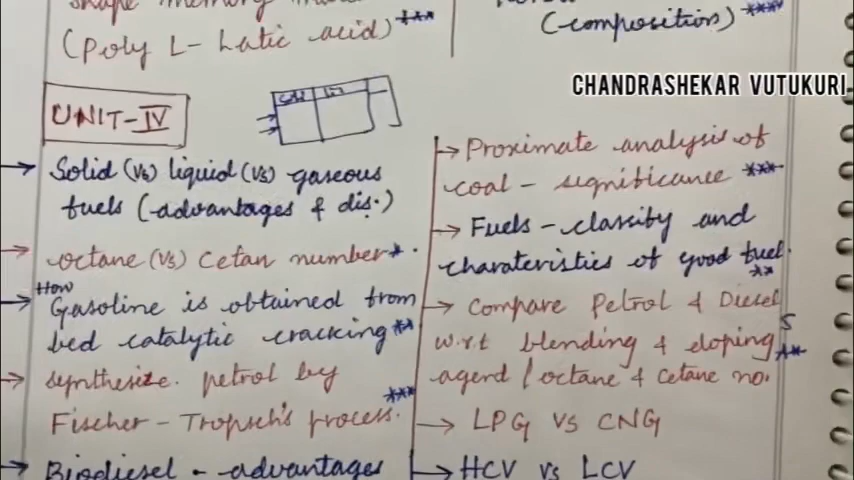 shape memory
(Poly L- Latic acid) ***
(-composition) ***
CHANDRASHEKAR VUTUKURI
UNIT-IV
→ Solid (vs) liquid (vs) gaseous
fuels (-advantages & dis.)
→ octane (vs) Cetan number* .
→ How Gasoline is obtained from
bed catalytic cracking **
→ synthesize. petrol by
Fischer - Tropsch's process. ***
→ Biodiesel - advantages
→ Proximate analysis of
coal - significance ***
→ Fuels - classify and
charateristics of good fuel.
**
→ Compare Petrol & Diesel
w.r.t blending & doping
agend / octane & Cetane no.
→ LPG vs CNG
→ HCV vs LCV